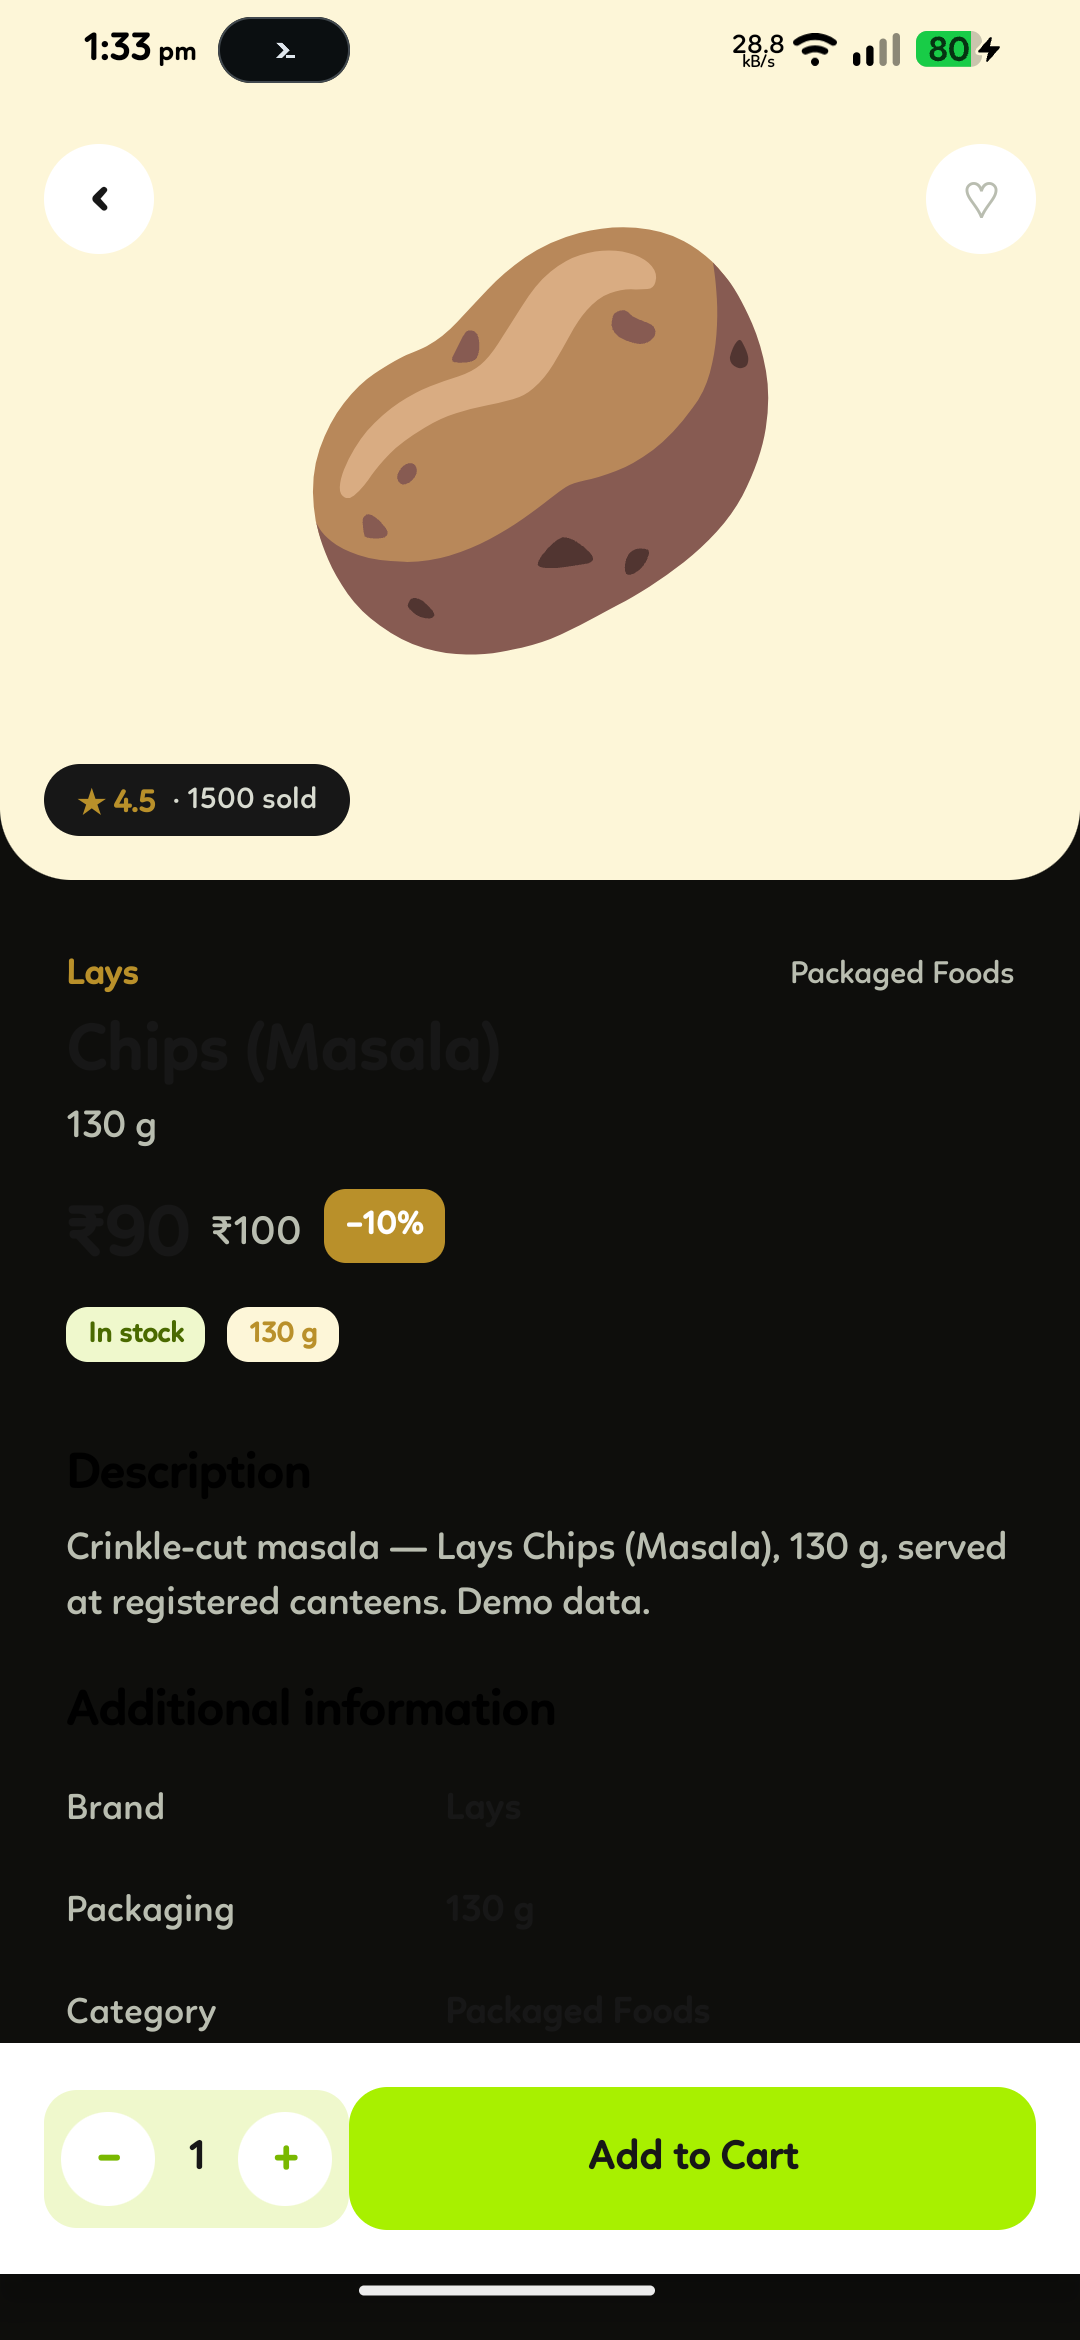 1:33 pm
28.8
kB/s
80
★ 4.5 · 1500 sold
Lays
Packaged Foods
Chips (Masala)
130 g
₹90 ₹100 −10%
In stock 130 g
Description
Crinkle-cut masala — Lays Chips (Masala), 130 g, served
at registered canteens. Demo data.
Additional information
Brand Lays
Packaging 130 g
Category Packaged Foods
− 1 + Add to Cart